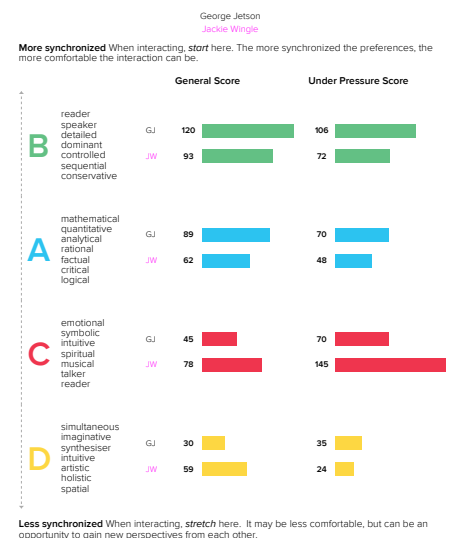 George Jetson
Jackie Wingle
More synchronized When interacting, start here. The more synchronized the preferences, the
more comfortable the interaction can be.
General Score
Under Pressure Score
B
reader
speaker
detailed
dominant
controlled
sequential
conservative
GJ 120 106
JW 93 72
A
mathematical
quantitative
analytical
rational
factual
critical
logical
GJ 89 70
JW 62 48
C
emotional
symbolic
intuitive
spiritual
musical
talker
reader
GJ 45 70
JW 78 145
D
simultaneous
imaginative
synthesiser
intuitive
artistic
holistic
spatial
GJ 30 35
JW 59 24
Less synchronized When interacting, stretch here. It may be less comfortable, but can be an
opportunity to gain new perspectives from each other.